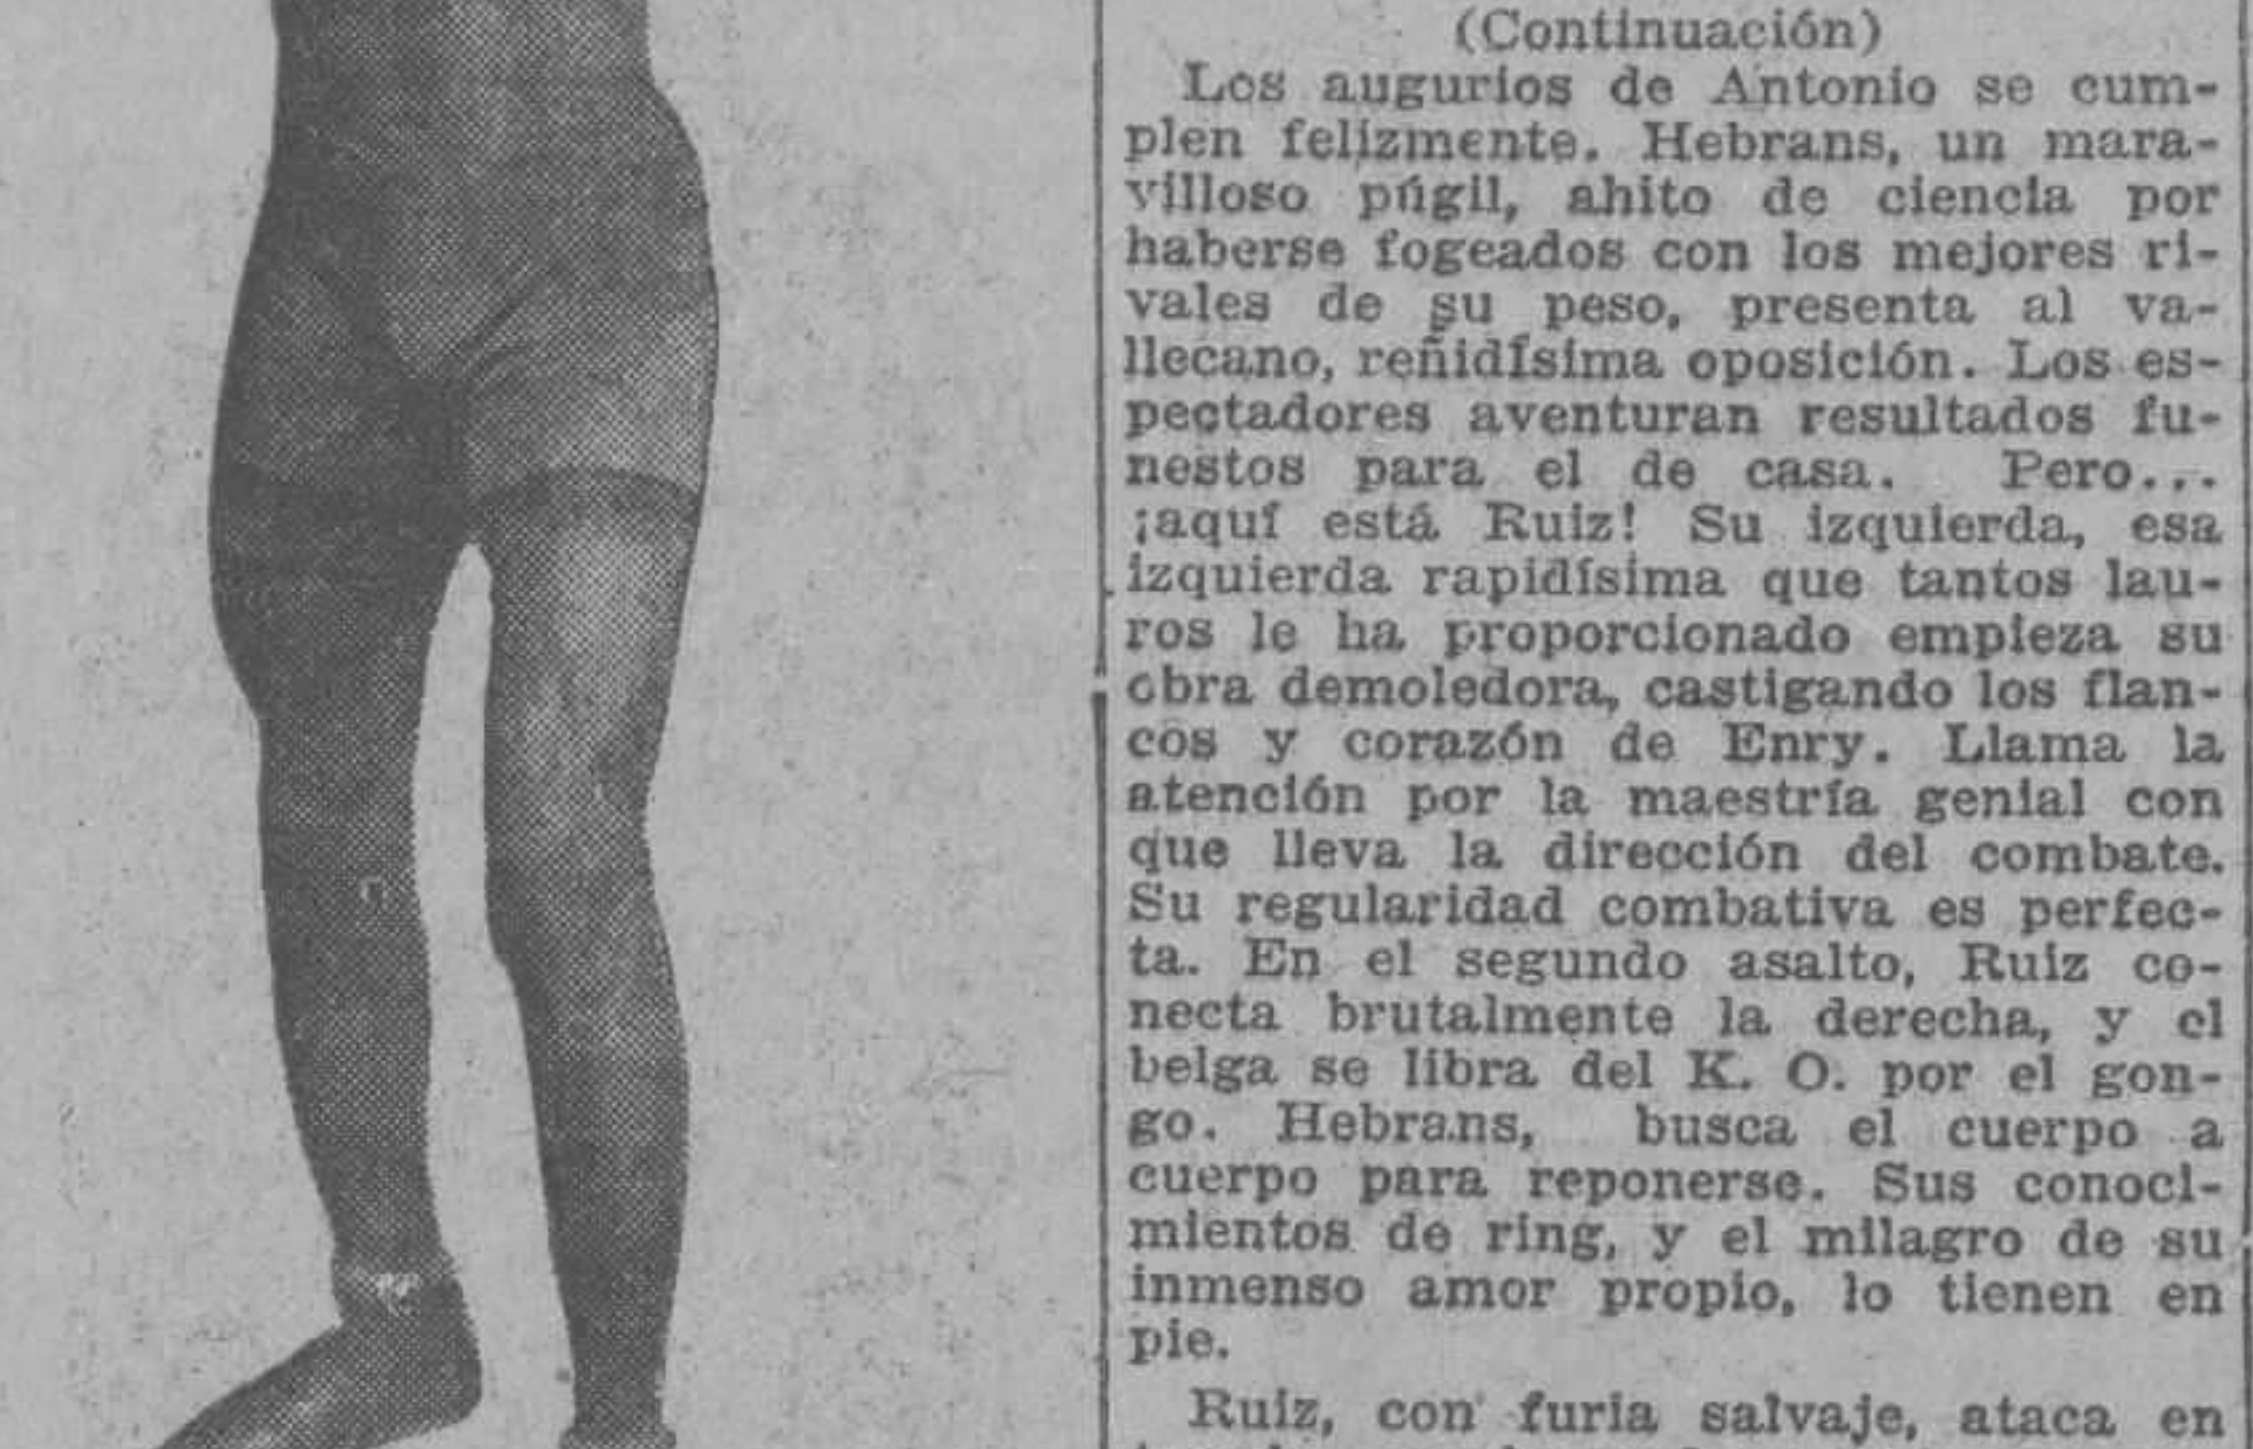 (Continuación)
Los augurios de Antonio se cum-
plen felizmente. Hebrans, un mara-
villoso púgil, ahito de ciencia por
haberse fogeados con los mejores ri-
vales de su peso, presenta al va-
llecano, reñidísima oposición. Los es-
pectadores aventuran resultados fu-
nestos para el de casa. Pero...
¡aquí está Ruiz! Su izquierda, esa
izquierda rapidísima que tantos lau-
ros le ha proporcionado empieza su
obra demoledora, castigando los flan-
cos y corazón de Enry. Llama la
atención por la maestría genial con
que lleva la dirección del combate.
Su regularidad combativa es perfec-
ta. En el segundo asalto, Ruiz co-
necta brutalmente la derecha, y el
belga se libra del K. O. por el gon-
go. Hebrans, busca el cuerpo a
cuerpo para reponerse. Sus conoci-
mientos de ring, y el milagro de su
inmenso amor propio, lo tienen en
pie.
Ruiz, con furia salvaje, ataca en